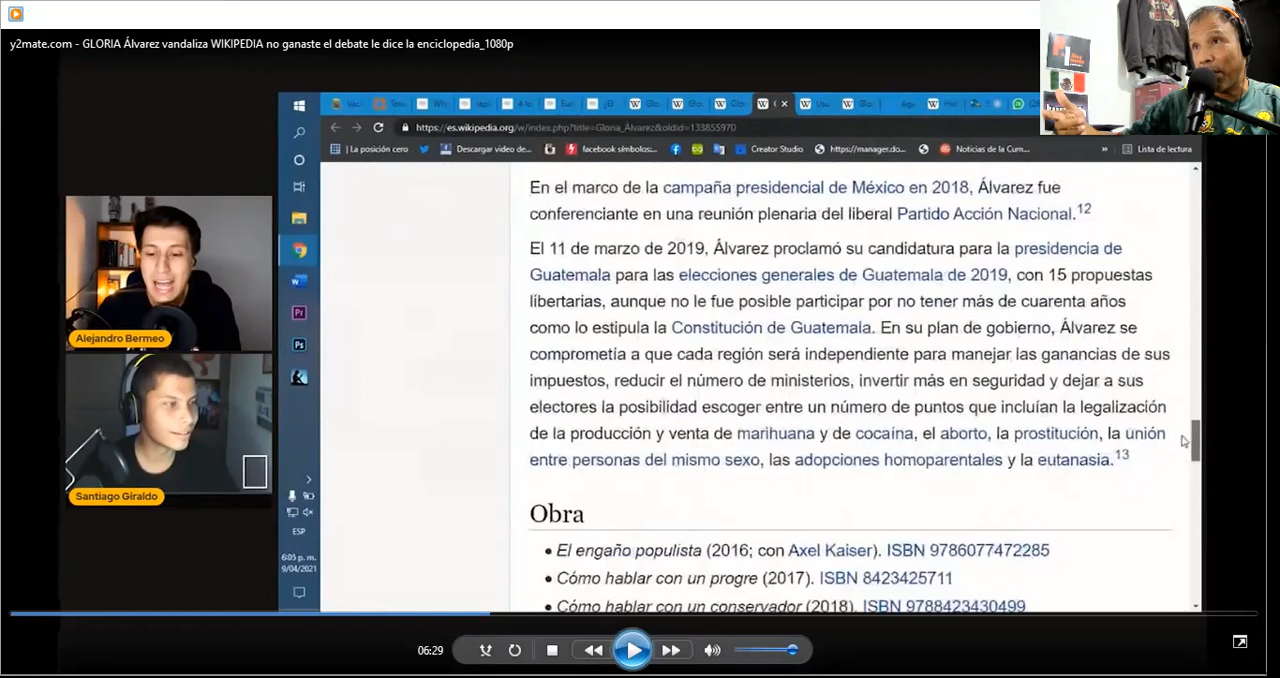 y2mate.com - GLORIA Álvarez vandaliza WIKIPEDIA no ganaste el debate le dice la enciclopedia_1080p
https://es.wikipedia.org/w/index.php?title=Gloria_Álvarez&oldid=133855970
La posición cero
Descargar video de...
facebook símbolos:...
Creator Studio
https://manager.do...
Noticias de la Cum...
»
Lista de lectura
En el marco de la campaña presidencial de México en 2018, Álvarez fue
conferenciante en una reunión plenaria del liberal Partido Acción Nacional.12
El 11 de marzo de 2019, Álvarez proclamó su candidatura para la presidencia de
Guatemala para las elecciones generales de Guatemala de 2019, con 15 propuestas
libertarias, aunque no le fue posible participar por no tener más de cuarenta años
como lo estipula la Constitución de Guatemala. En su plan de gobierno, Álvarez se
comprometía a que cada región será independiente para manejar las ganancias de sus
impuestos, reducir el número de ministerios, invertir más en seguridad y dejar a sus
electores la posibilidad escoger entre un número de puntos que incluían la legalización
de la producción y venta de marihuana y de cocaína, el aborto, la prostitución, la unión
entre personas del mismo sexo, las adopciones homoparentales y la eutanasia.13
Obra
• El engaño populista (2016; con Axel Kaiser). ISBN 9786077472285
• Cómo hablar con un progre (2017). ISBN 8423425711
• Cómo hablar con un conservador (2018). ISBN 9788423430499
Alejandro Bermeo
Santiago Giraldo
Pr
Ps
ESP
6:05 p. m.
9/04/2021
06:29